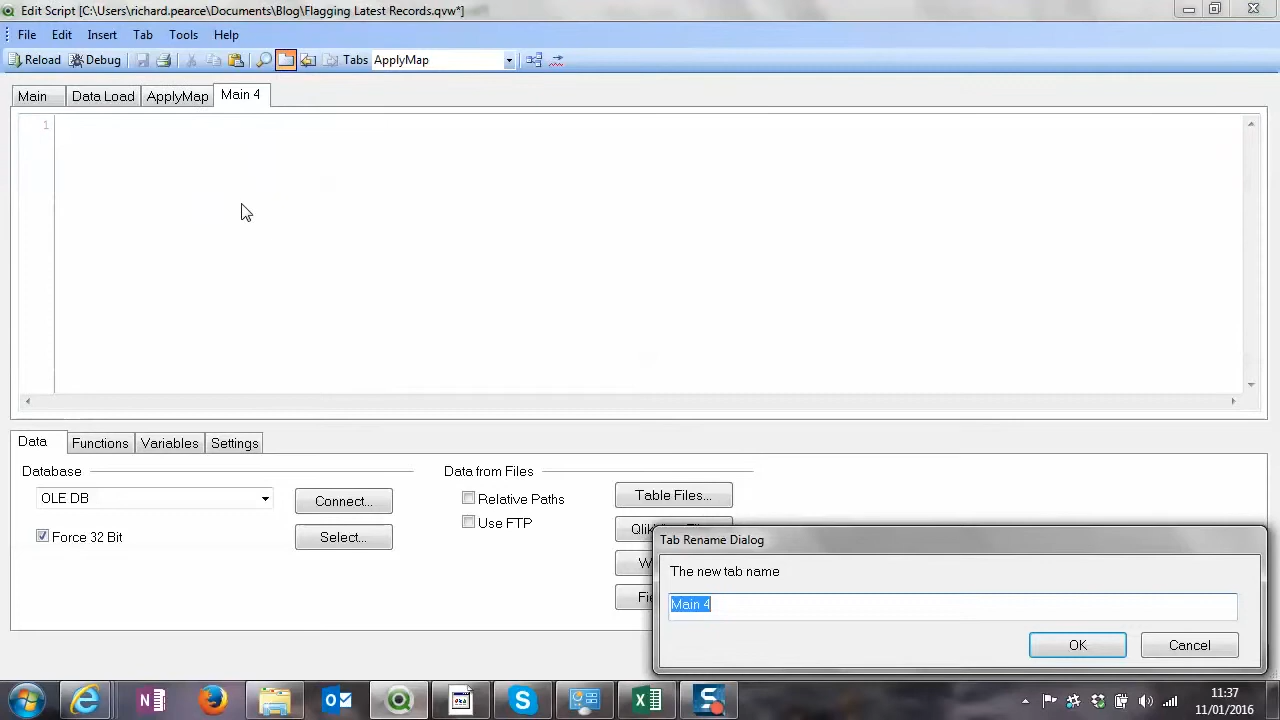 Edit Script [C:\Users\richard.pearce\Documents\Blog\Flagging Latest Records.qvw*]
File Edit Insert Tab Tools Help
Reload Debug Tabs ApplyMap
Main Data Load ApplyMap Main 4
1
Data Functions Variables Settings
Database Data from Files
OLE DB Connect... Relative Paths Table Files...
Use FTP
Force 32 Bit Select...
Tab Rename Dialog
The new tab name
Main 4
OK Cancel
11:37
11/01/2016